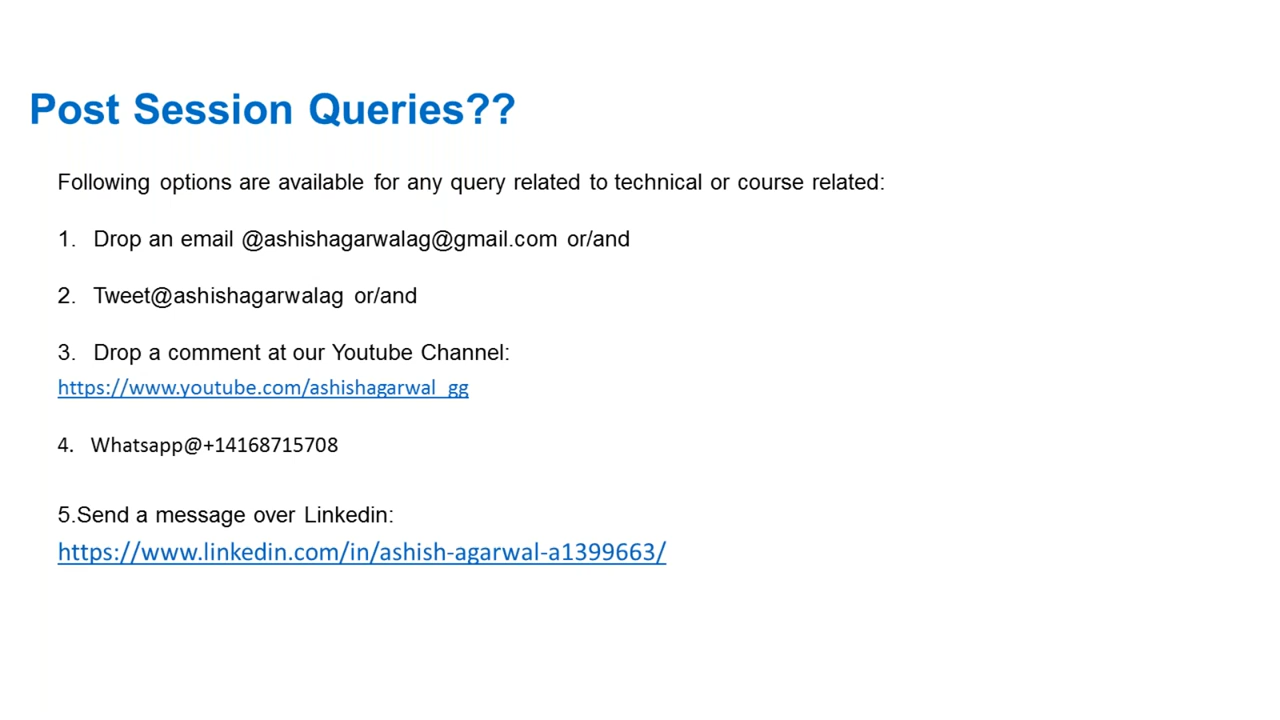 Post Session Queries??
Following options are available for any query related to technical or course related:
1. Drop an email @ashishagarwalag@gmail.com or/and
2. Tweet@ashishagarwalag or/and
3. Drop a comment at our Youtube Channel:
https://www.youtube.com/ashishagarwal_gg
4. Whatsapp@+14168715708
5.Send a message over Linkedin:
https://www.linkedin.com/in/ashish-agarwal-a1399663/